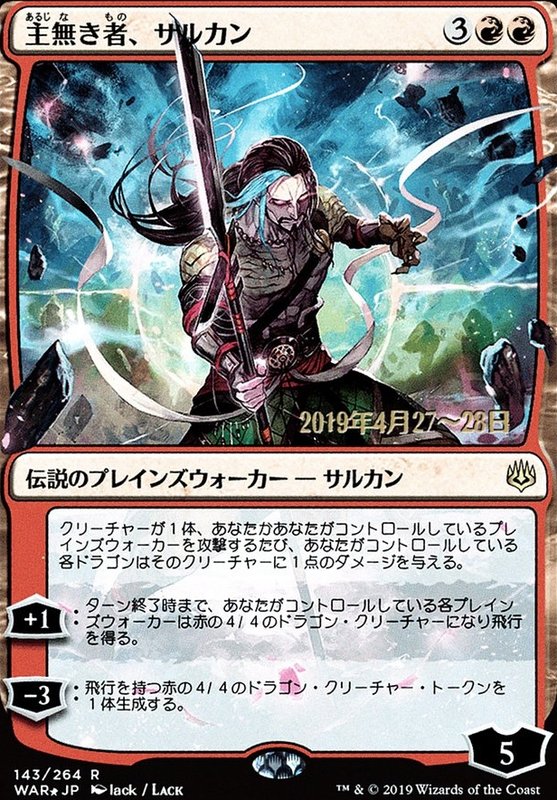 あるじな もの
主無き者、サルカン 3
2019年4月27～28日
伝説のプレインズウォーカー — サルカン
クリーチャーが１体、あなたかあなたがコントロールしているプレ
インズウォーカーを攻撃するたび、あなたがコントロールしている
各ドラゴンはそのクリーチャーに１点のダメージを与える。
+1 : ターン終了時まで、あなたがコントロールしている各プレイン
ズウォーカーは赤の４/４のドラゴン・クリーチャーになり飛行
を得る。
-3 : 飛行を持つ赤の４/４のドラゴン・クリーチャー・トークンを
１体生成する。
5
143/264 R
WAR★JP lack / LACK
™ & © 2019 Wizards of the Coast